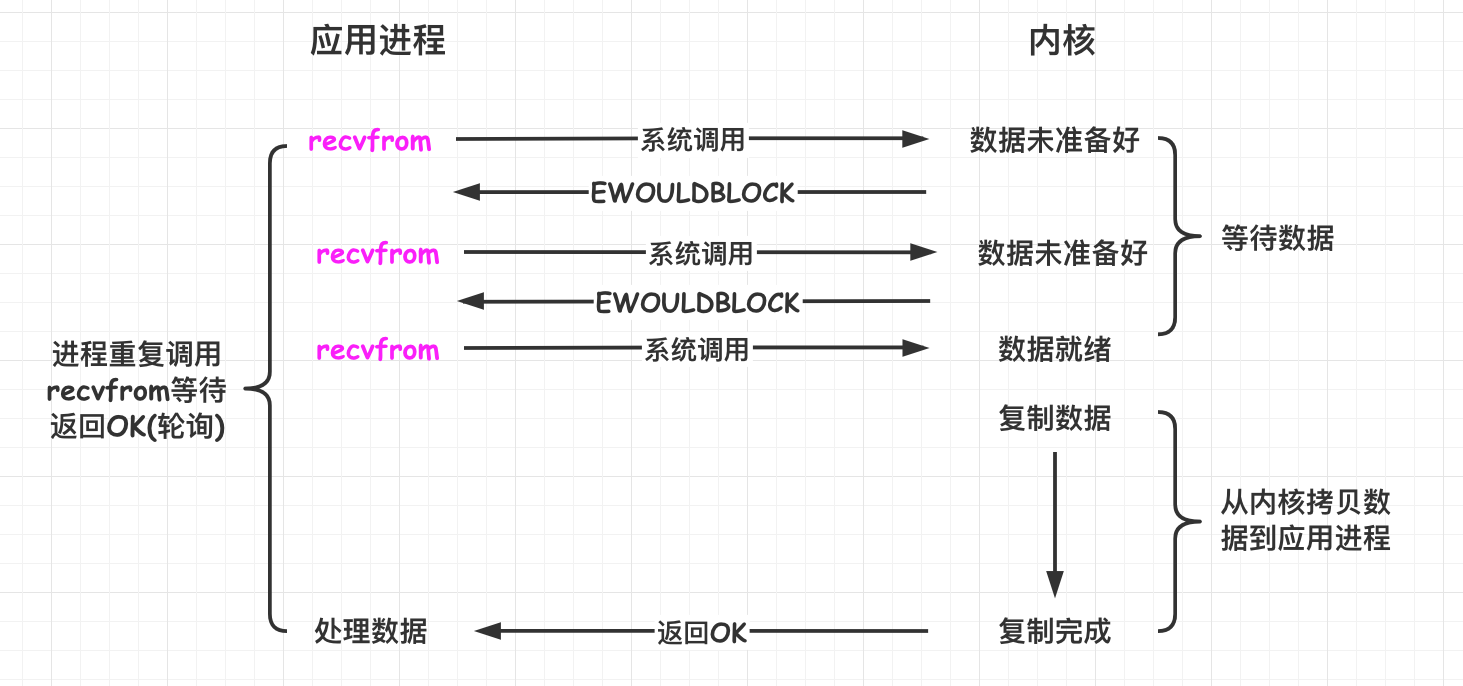 应用进程
内核
recvfrom
系统调用
数据未准备好
EWOULDBLOCK
等待数据
recvfrom
系统调用
数据未准备好
EWOULDBLOCK
recvfrom
系统调用
数据就绪
进程重复调用
recvfrom等待
返回OK(轮询)
复制数据
从内核拷贝数
据到应用进程
处理数据
返回OK
复制完成